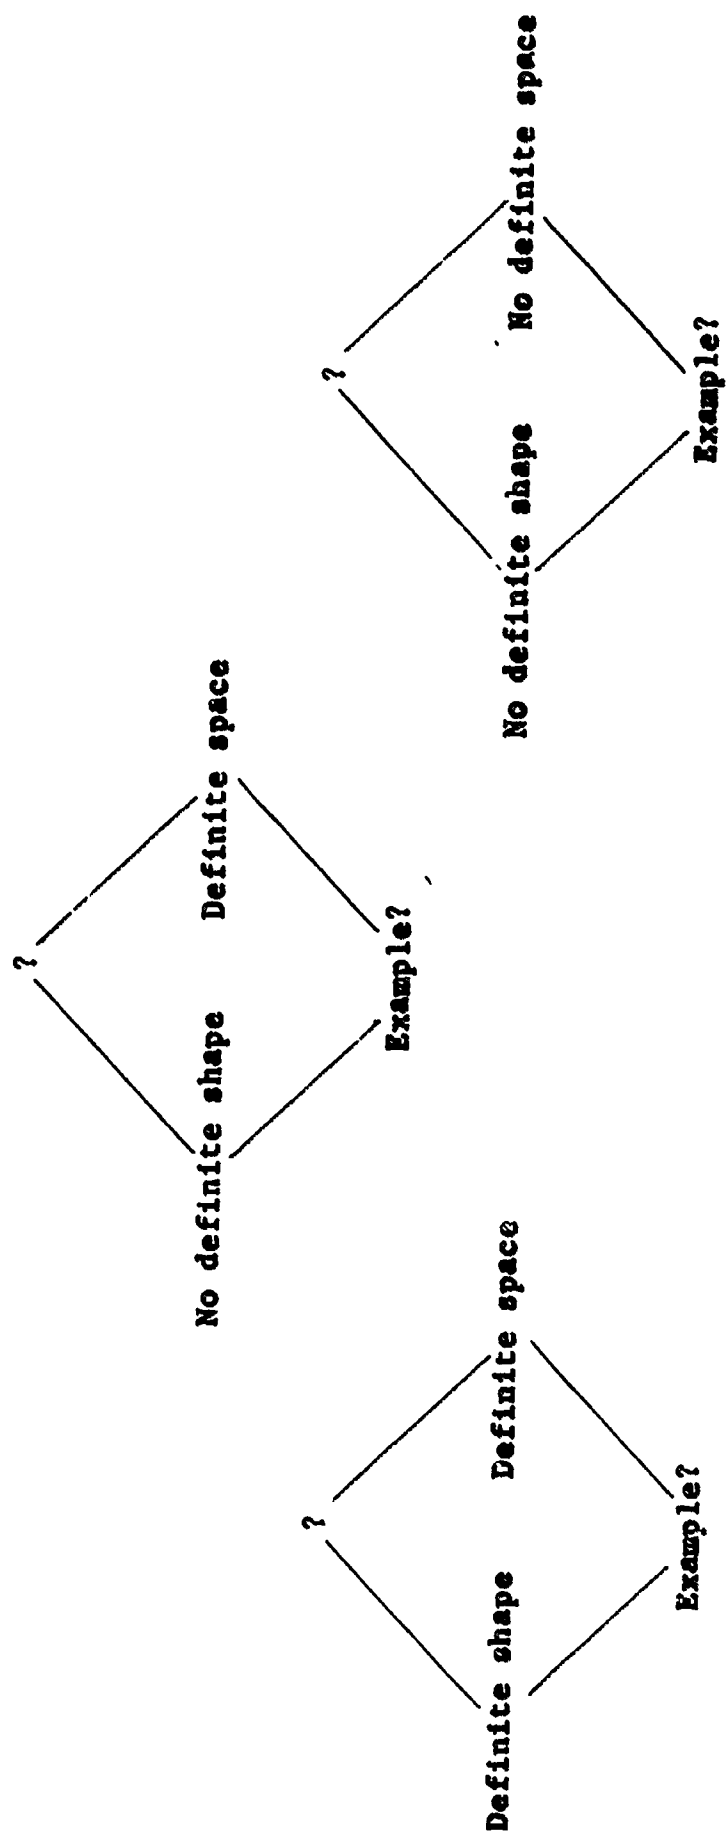 ?
No definite shape
Definite space
Example?
?
Definite shape
Definite space
Example?
?
No definite shape
No definite space
Example?